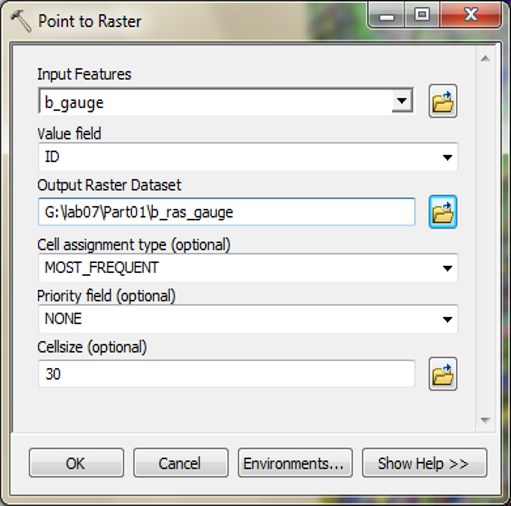 Point to Raster
Input Features
b_gauge
Value field
ID
Output Raster Dataset
G:\lab07\Part01\b_ras_gauge
Cell assignment type (optional)
MOST_FREQUENT
Priority field (optional)
NONE
Cellsize (optional)
30
OK Cancel Environments... Show Help >>